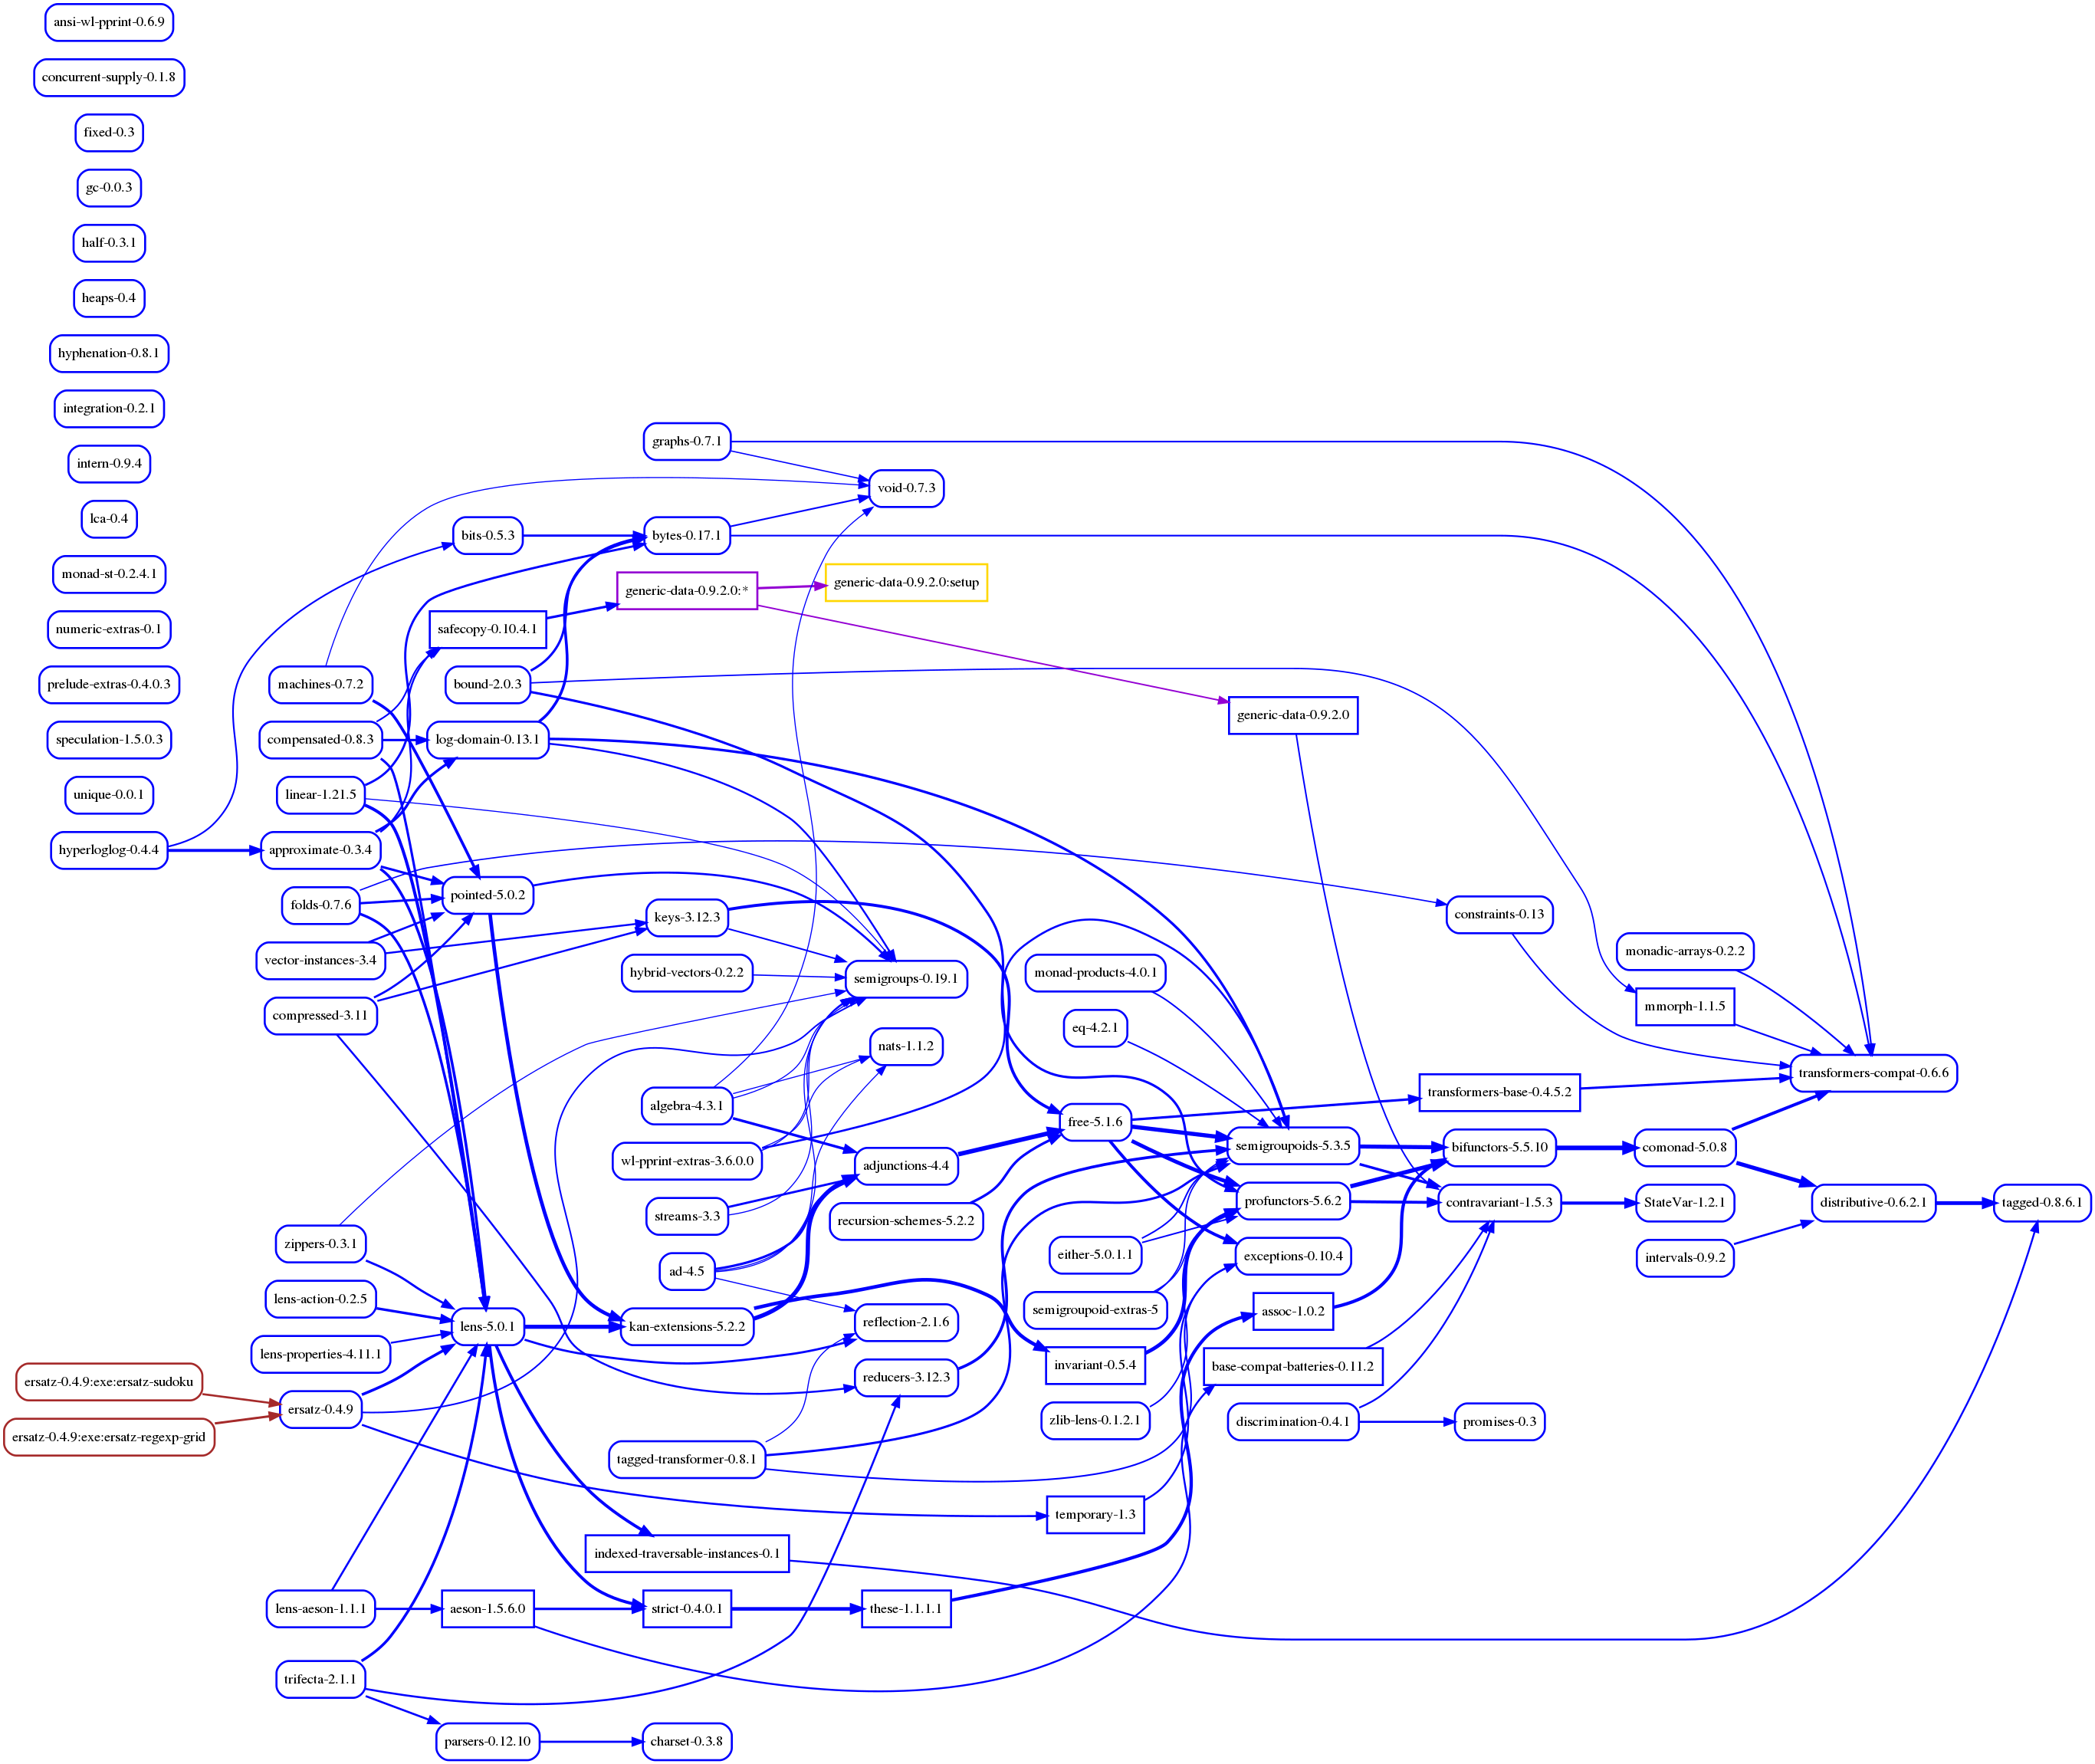 ansi-wl-pprint-0.6.9
concurrent-supply-0.1.8
fixed-0.3
gc-0.0.3
half-0.3.1
heaps-0.4
hyphenation-0.8.1
integration-0.2.1
intern-0.9.4
lca-0.4
monad-st-0.2.4.1
numeric-extras-0.1
prelude-extras-0.4.0.3
speculation-1.5.0.3
unique-0.0.1
hyperloglog-0.4.4
ersatz-0.4.9:exe:ersatz-sudoku
ersatz-0.4.9:exe:ersatz-regexp-grid
machines-0.7.2
compensated-0.8.3
linear-1.21.5
approximate-0.3.4
folds-0.7.6
vector-instances-3.4
compressed-3.11
zippers-0.3.1
lens-action-0.2.5
lens-properties-4.11.1
ersatz-0.4.9
lens-aeson-1.1.1
trifecta-2.1.1
bits-0.5.3
safecopy-0.10.4.1
bound-2.0.3
log-domain-0.13.1
pointed-5.0.2
lens-5.0.1
aeson-1.5.6.0
parsers-0.12.10
graphs-0.7.1
bytes-0.17.1
generic-data-0.9.2.0:*
keys-3.12.3
hybrid-vectors-0.2.2
algebra-4.3.1
wl-pprint-extras-3.6.0.0
streams-3.3
ad-4.5
kan-extensions-5.2.2
tagged-transformer-0.8.1
indexed-traversable-instances-0.1
strict-0.4.0.1
charset-0.3.8
void-0.7.3
generic-data-0.9.2.0:setup
semigroups-0.19.1
nats-1.1.2
adjunctions-4.4
recursion-schemes-5.2.2
reflection-2.1.6
reducers-3.12.3
these-1.1.1.1
monad-products-4.0.1
eq-4.2.1
free-5.1.6
either-5.0.1.1
semigroupoid-extras-5
invariant-0.5.4
zlib-lens-0.1.2.1
temporary-1.3
generic-data-0.9.2.0
semigroupoids-5.3.5
profunctors-5.6.2
exceptions-0.10.4
assoc-1.0.2
base-compat-batteries-0.11.2
discrimination-0.4.1
constraints-0.13
transformers-base-0.4.5.2
bifunctors-5.5.10
contravariant-1.5.3
promises-0.3
monadic-arrays-0.2.2
mmorph-1.1.5
comonad-5.0.8
StateVar-1.2.1
intervals-0.9.2
transformers-compat-0.6.6
distributive-0.6.2.1
tagged-0.8.6.1